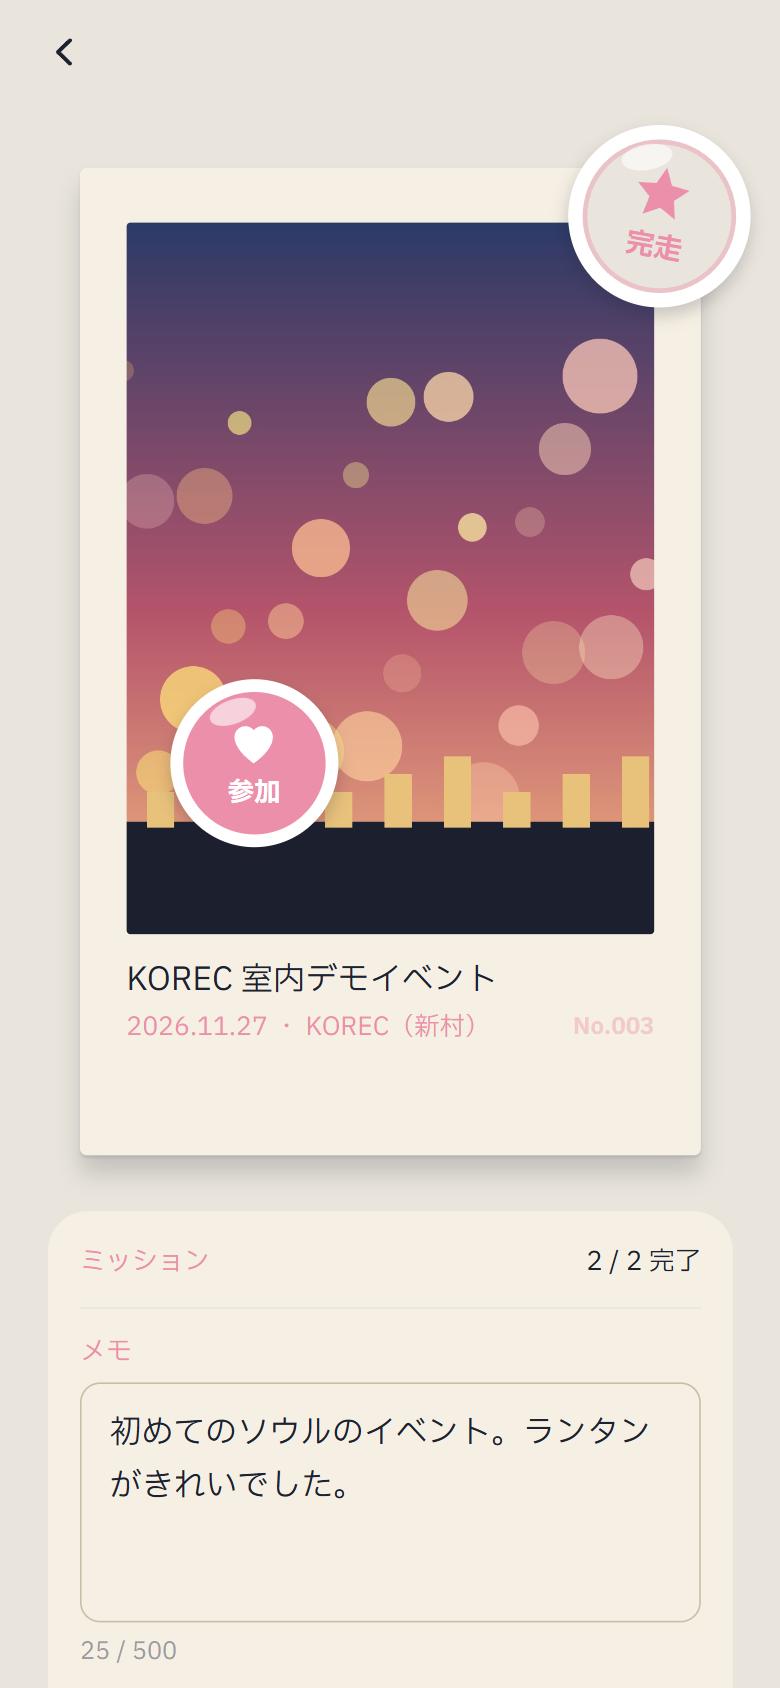 完走
参加
KOREC 室内デモイベント
2026.11.27 · KOREC（新村）
No.003
ミッション
2 / 2 完了
メモ
初めてのソウルのイベント。ランタン
がきれいでした。
25 / 500